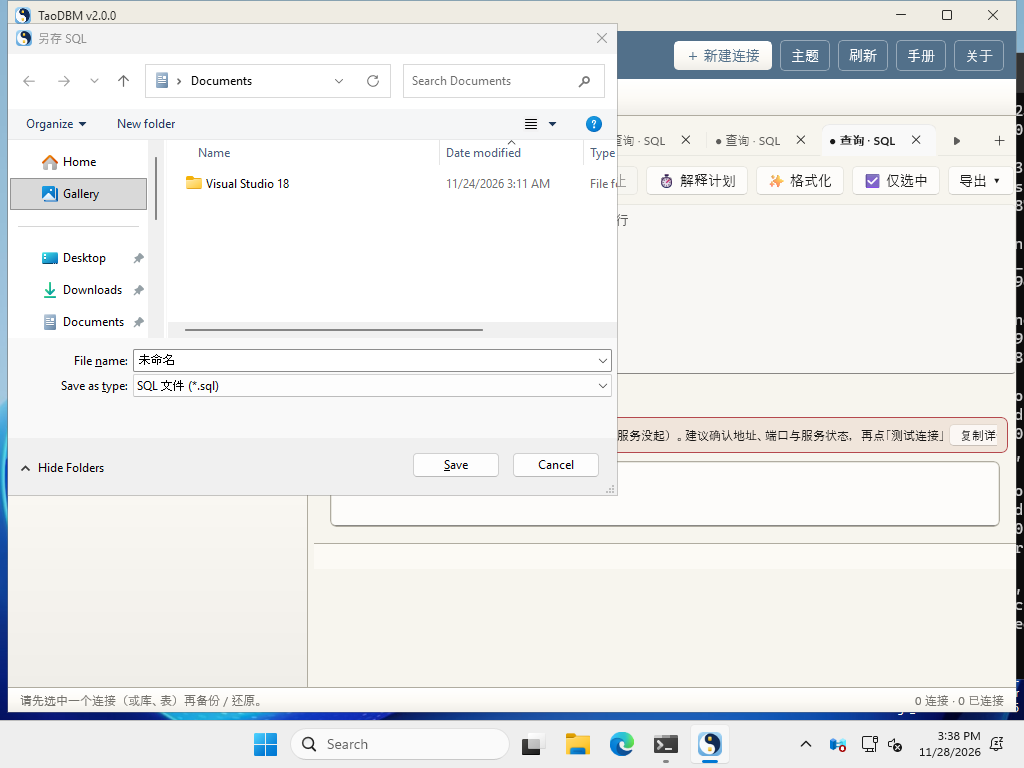 TaoDBM v2.0.0
另存 SQL
+ 新建连接
主题
刷新
手册
关于
Documents
Search Documents
Organize
New folder
Name
Date modified
Type
Home
Gallery
Visual Studio 18
11/24/2026 3:11 AM
File f
Desktop
Downloads
Documents
查询 · SQL
查询 · SQL
查询 · SQL
解释计划
格式化
仅选中
导出
行
File name:
未命名
Save as type:
SQL 文件 (*.sql)
服务没起）。建议确认地址、端口与服务状态，再点「测试连接」
复制详
Hide Folders
Save
Cancel
请先选中一个连接（或库、表）再备份 / 还原。
0 连接 · 0 已连接
Search
3:38 PM
11/28/2026